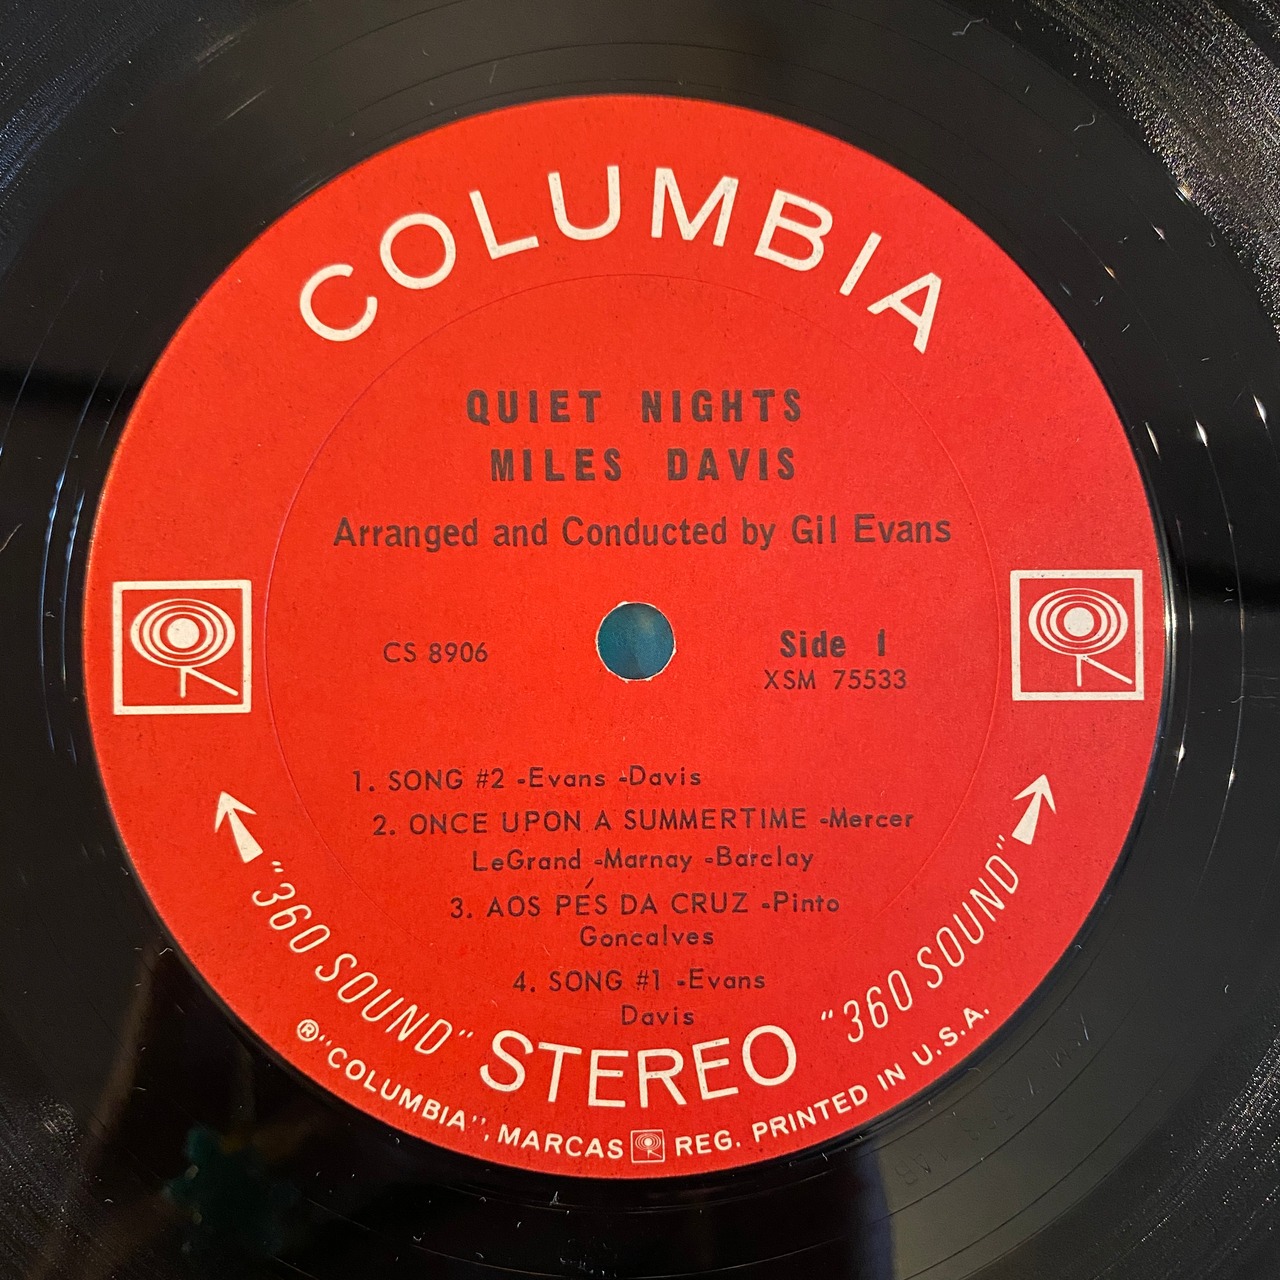 COLUMBIA
QUIET NIGHTS
MILES DAVIS
Arranged and Conducted by Gil Evans
CS 8906
Side 1
XSM 75533
1. SONG #2 -Evans -Davis
2. ONCE UPON A SUMMERTIME -Mercer
LeGrand -Marnay -Barclay
3. AOS PÉS DA CRUZ -Pinto
Goncalves
4. SONG #1 -Evans
Davis
"360 SOUND" STEREO "360 SOUND"
®"COLUMBIA", MARCAS REG. PRINTED IN U.S.A.